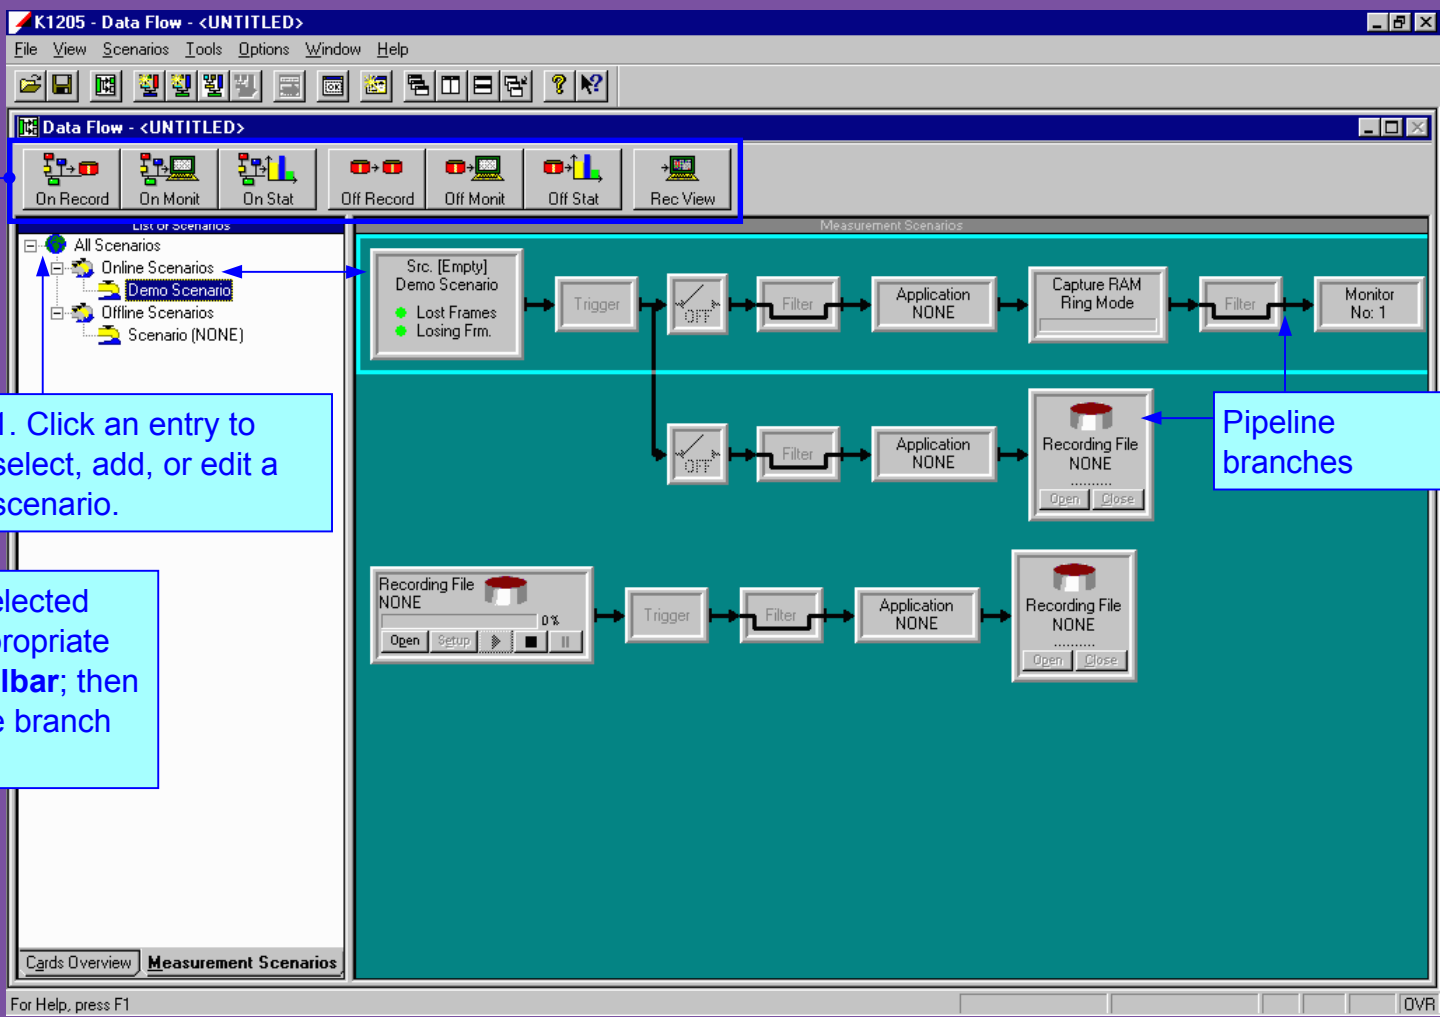 K1205 - Data Flow - <UNTITLED>
File View Scenarios Tools Options Window Help
Data Flow - <UNTITLED>
On Record On Monit On Stat Off Record Off Monit Off Stat Rec View
List of Scenarios
Measurement Scenarios
All Scenarios
Online Scenarios
Demo Scenario
Offline Scenarios
Scenario (NONE)
Src. [Empty]
Demo Scenario
Lost Frames
Losing Frm.
Trigger
OFF
Filter
Application
NONE
Capture RAM
Ring Mode
Filter
Monitor
No: 1
OFF
Filter
Application
NONE
Recording File
NONE
..........
Open Close
Pipeline
branches
1. Click an entry to
select, add, or edit a
scenario.
elected
propriate
lbar; then
e branch
Recording File
NONE
0%
Open Setup
Trigger
Filter
Application
NONE
Recording File
NONE
..........
Open Close
Cards Overview Measurement Scenarios
For Help, press F1
OVR